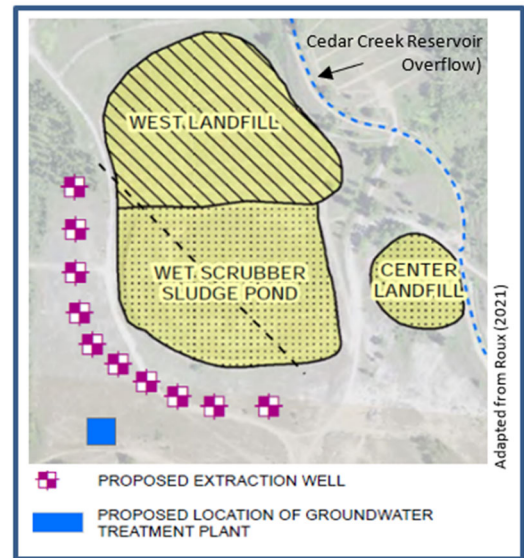 Cedar Creek Reservoir
Overflow)
WEST LANDFILL
WET SCRUBBER
SLUDGE POND
CENTER
LANDFILL
Adapted from Roux (2021)
PROPOSED EXTRACTION WELL
PROPOSED LOCATION OF GROUNDWATER
TREATMENT PLANT